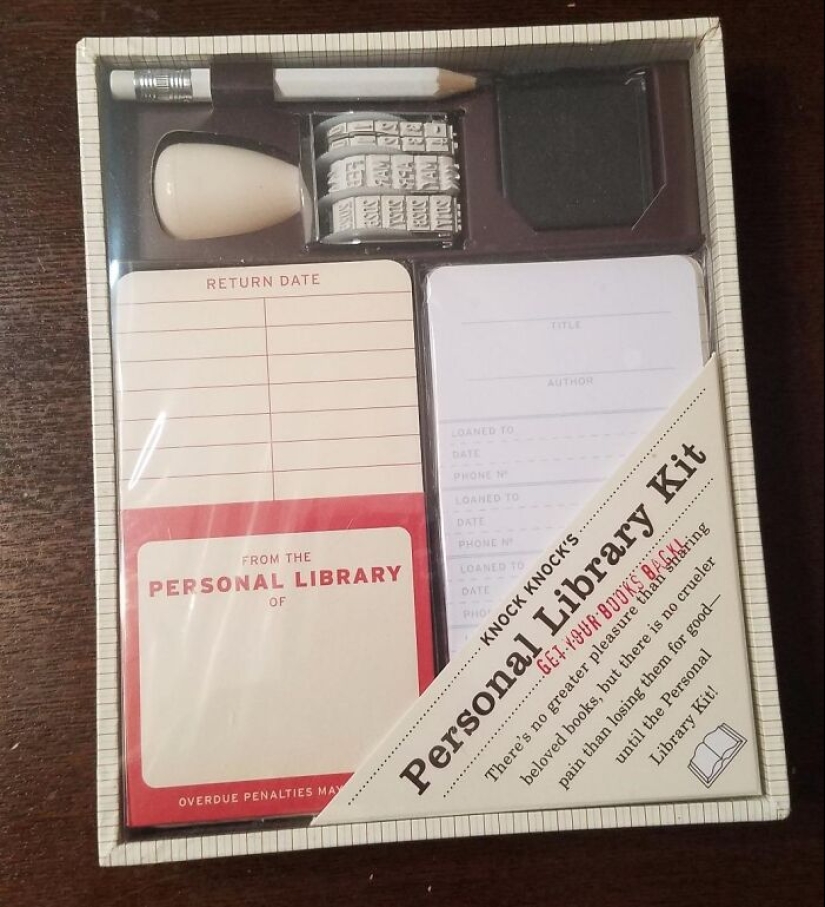 RETURN DATE
FROM THE
PERSONAL LIBRARY
OF
OVERDUE PENALTIES MAY
TITLE
AUTHOR
LOANED TO
DATE
PHONE Nº
LOANED TO
DATE
PHONE Nº
LOANED TO
DATE
KNOCK KNOCK'S
Personal Library Kit
GET YOUR BOOKS BACK!
There's no greater pleasure than sharing
beloved books, but there is no crueler
pain than losing them for good—
until the Personal
Library Kit!